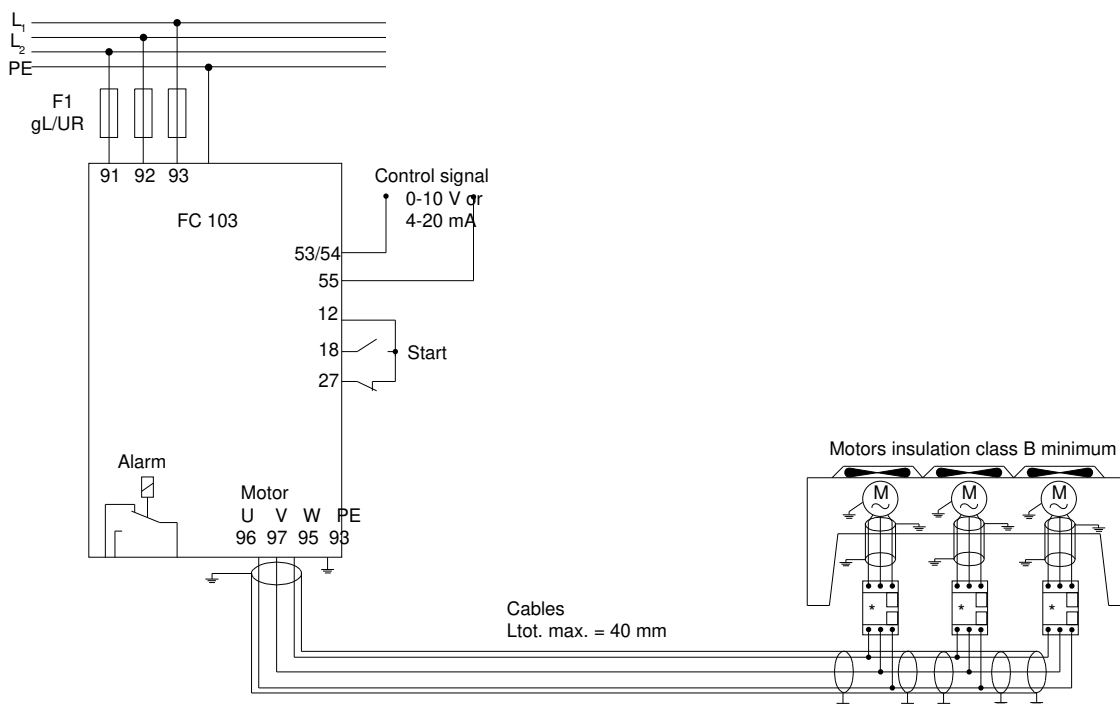 L1
L2
PE
F1
gL/UR
91 92 93
FC 103
Control signal
0-10 V or
4-20 mA
53/54
55
12
18
27
Start
Alarm
Motor
U V W PE
96 97 95 93
Cables
Ltot. max. = 40 mm
Motors insulation class B minimum
M M M
* * *